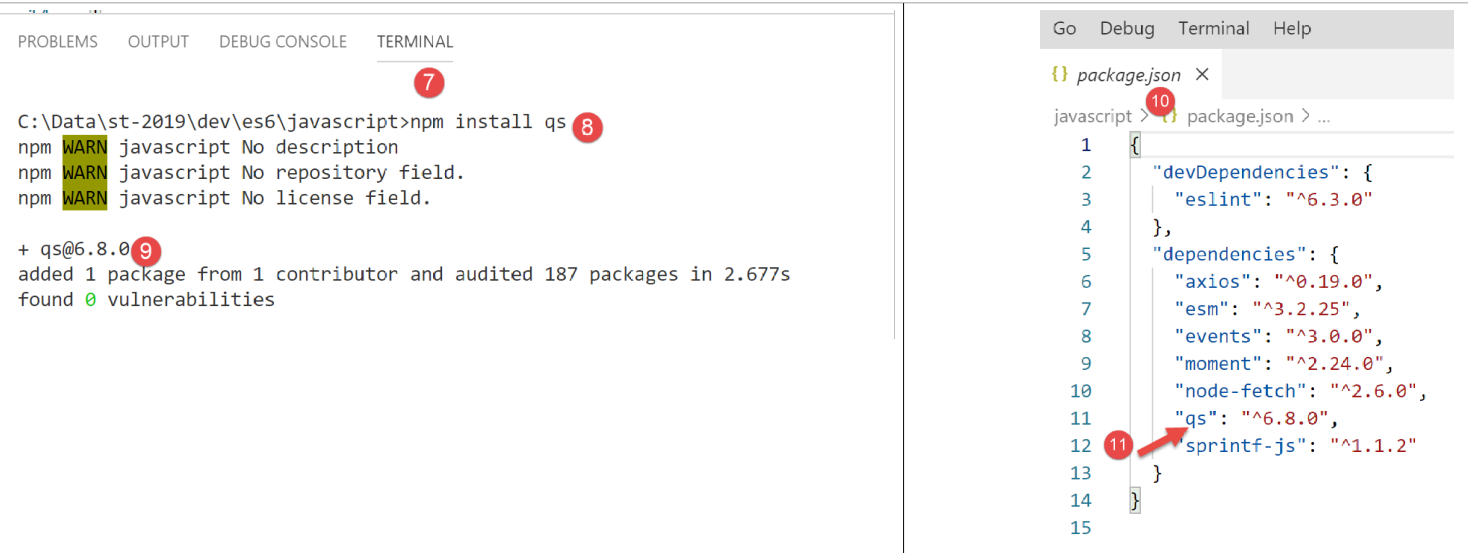 PROBLEMS OUTPUT DEBUG CONSOLE TERMINAL
7
C:\Data\st-2019\dev\es6\javascript>npm install qs 8
npm WARN javascript No description
npm WARN javascript No repository field.
npm WARN javascript No license field.
+ qs@6.8.0 9
added 1 package from 1 contributor and audited 187 packages in 2.677s
found 0 vulnerabilities
Go Debug Terminal Help
{} package.json ×
10
javascript > {} package.json > ...
1 {
2 "devDependencies": {
3 "eslint": "^6.3.0"
4 },
5 "dependencies": {
6 "axios": "^0.19.0",
7 "esm": "^3.2.25",
8 "events": "^3.0.0",
9 "moment": "^2.24.0",
10 "node-fetch": "^2.6.0",
11 "qs": "^6.8.0",
12 11 "sprintf-js": "^1.1.2"
13 }
14 }
15